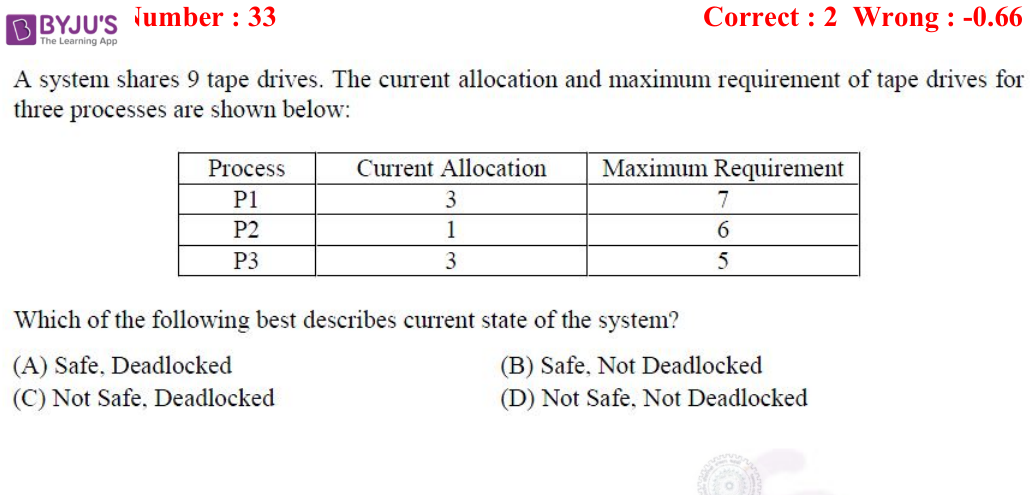 BYJU'S
The Learning App
Number : 33 Correct : 2 Wrong : -0.66
A system shares 9 tape drives. The current allocation and maximum requirement of tape drives for
three processes are shown below:
Process Current Allocation Maximum Requirement
P1 3 7
P2 1 6
P3 3 5
Which of the following best describes current state of the system?
(A) Safe, Deadlocked (B) Safe, Not Deadlocked
(C) Not Safe, Deadlocked (D) Not Safe, Not Deadlocked